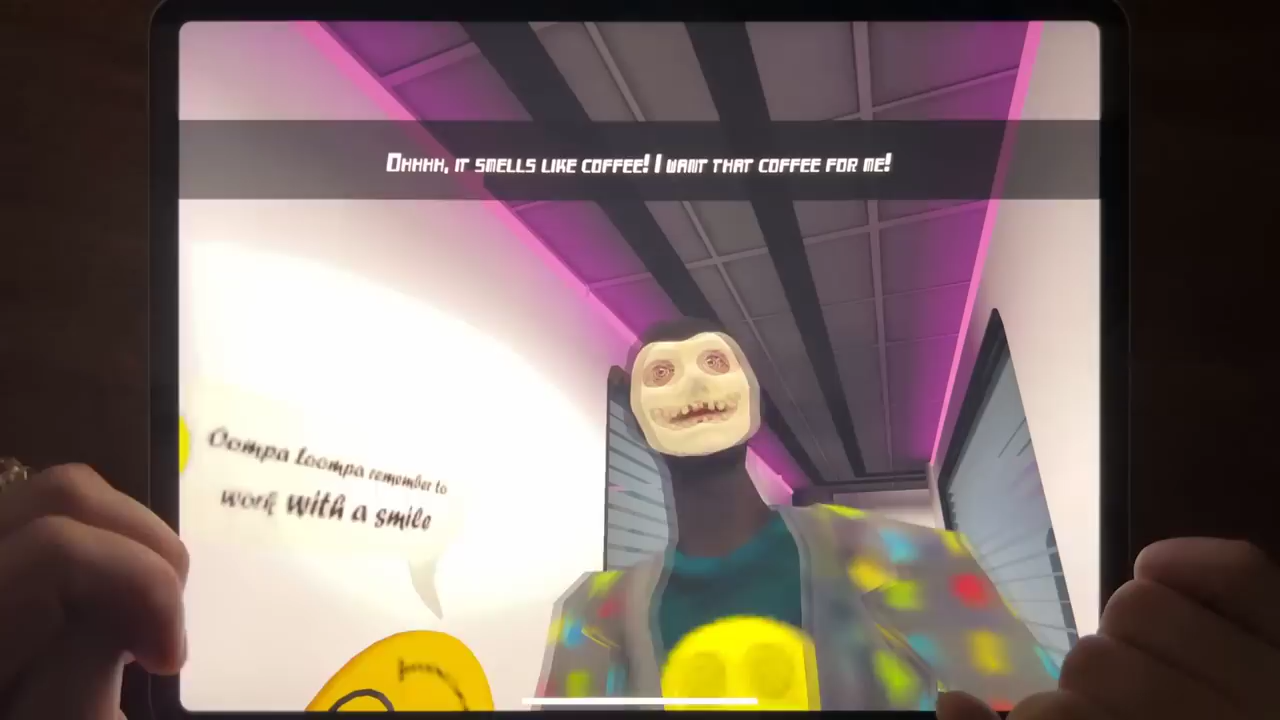 Ohhhh, it smells like coffee! I want that coffee for me!
Oompa Loompa remember to
work with a smile